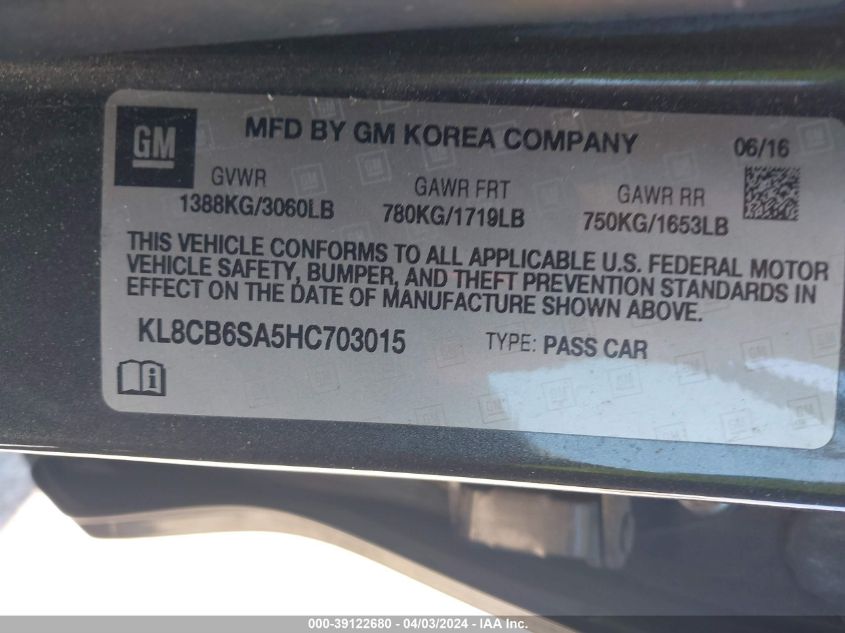 GM
MFD BY GM KOREA COMPANY
06/16
GVWR GAWR FRT GAWR RR
1388KG/3060LB 780KG/1719LB 750KG/1653LB
THIS VEHICLE CONFORMS TO ALL APPLICABLE U.S. FEDERAL MOTOR
VEHICLE SAFETY, BUMPER, AND THEFT PREVENTION STANDARDS IN
EFFECT ON THE DATE OF MANUFACTURE SHOWN ABOVE.
KL8CB6SA5HC703015 TYPE: PASS CAR
000-39122680 - 04/03/2024 - IAA Inc.